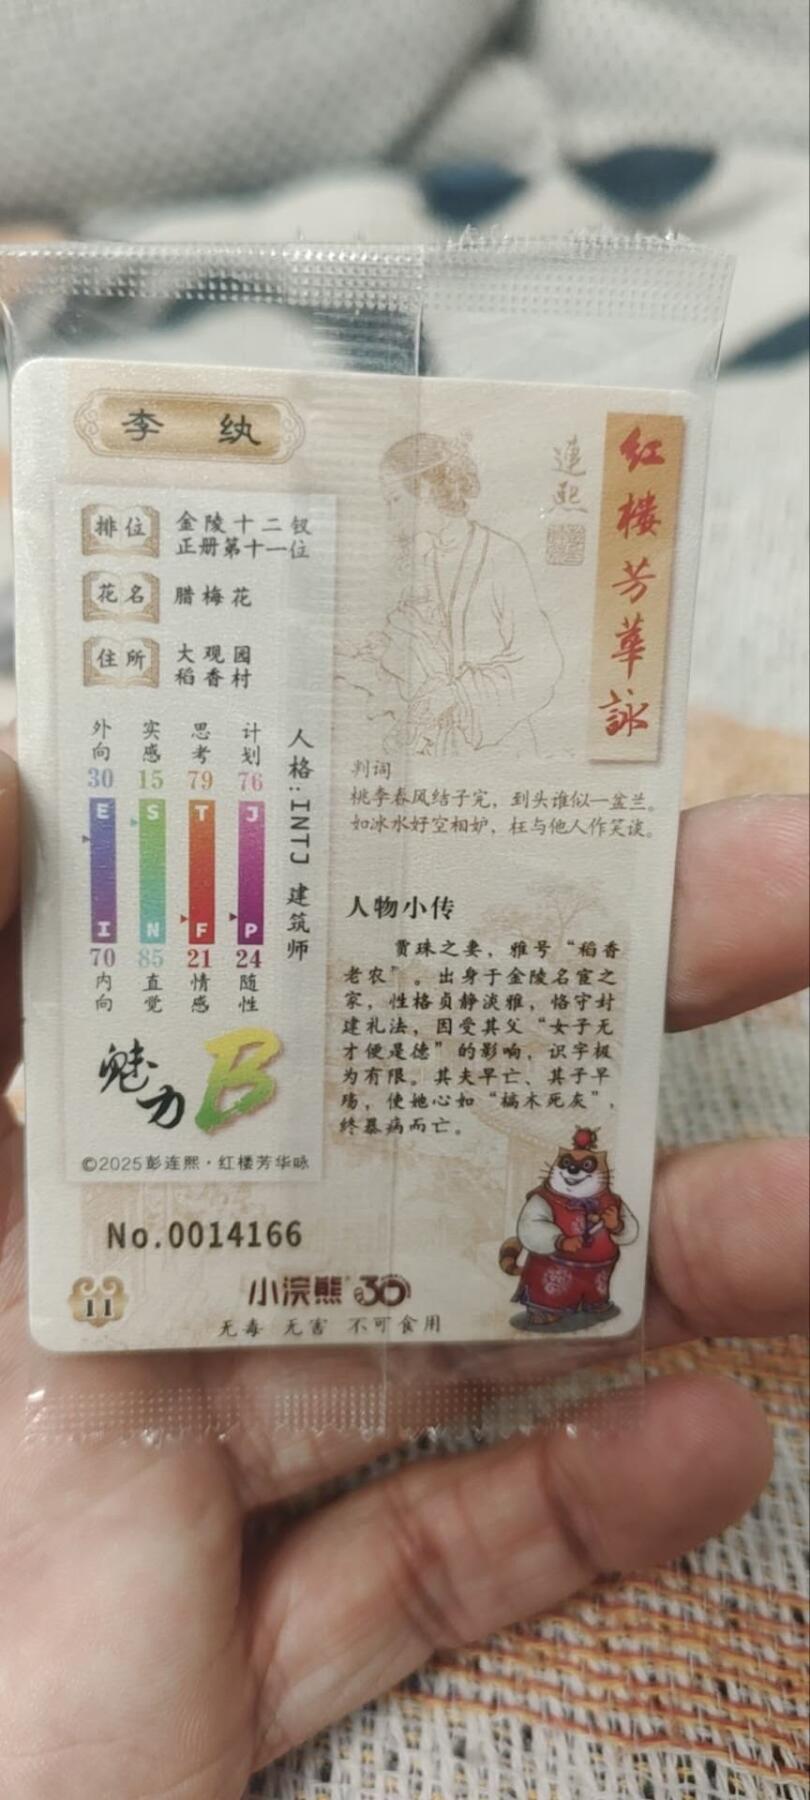 李 纨
排位
金陵十二钗
正册第十一位
花名
腊梅花
住所
大观园
稻香村
外向
实感
思考
计划
30 15 79 76
E S T J
I N F P
70 85 21 24
内向
直觉
情感
随性
人格:INTJ 建筑师
魅力B
©2025彭连熙·红楼芳华咏
No.0014166
11
連熙
红楼芳華詠
判词
桃李春风结子完，到头谁似一盆兰。
如冰水好空相妒，枉与他人作笑谈。
人物小传
贾珠之妻，雅号“稻香
老农”。出身于金陵名宦之
家，性格贞静淡雅，恪守封
建礼法，因受其父“女子无
才便是德”的影响，识字极
为有限。其夫早亡、其子早
殇，使她心如“槁木死灰”，
终暴病而亡。
小浣熊 30
无毒 无害 不可食用